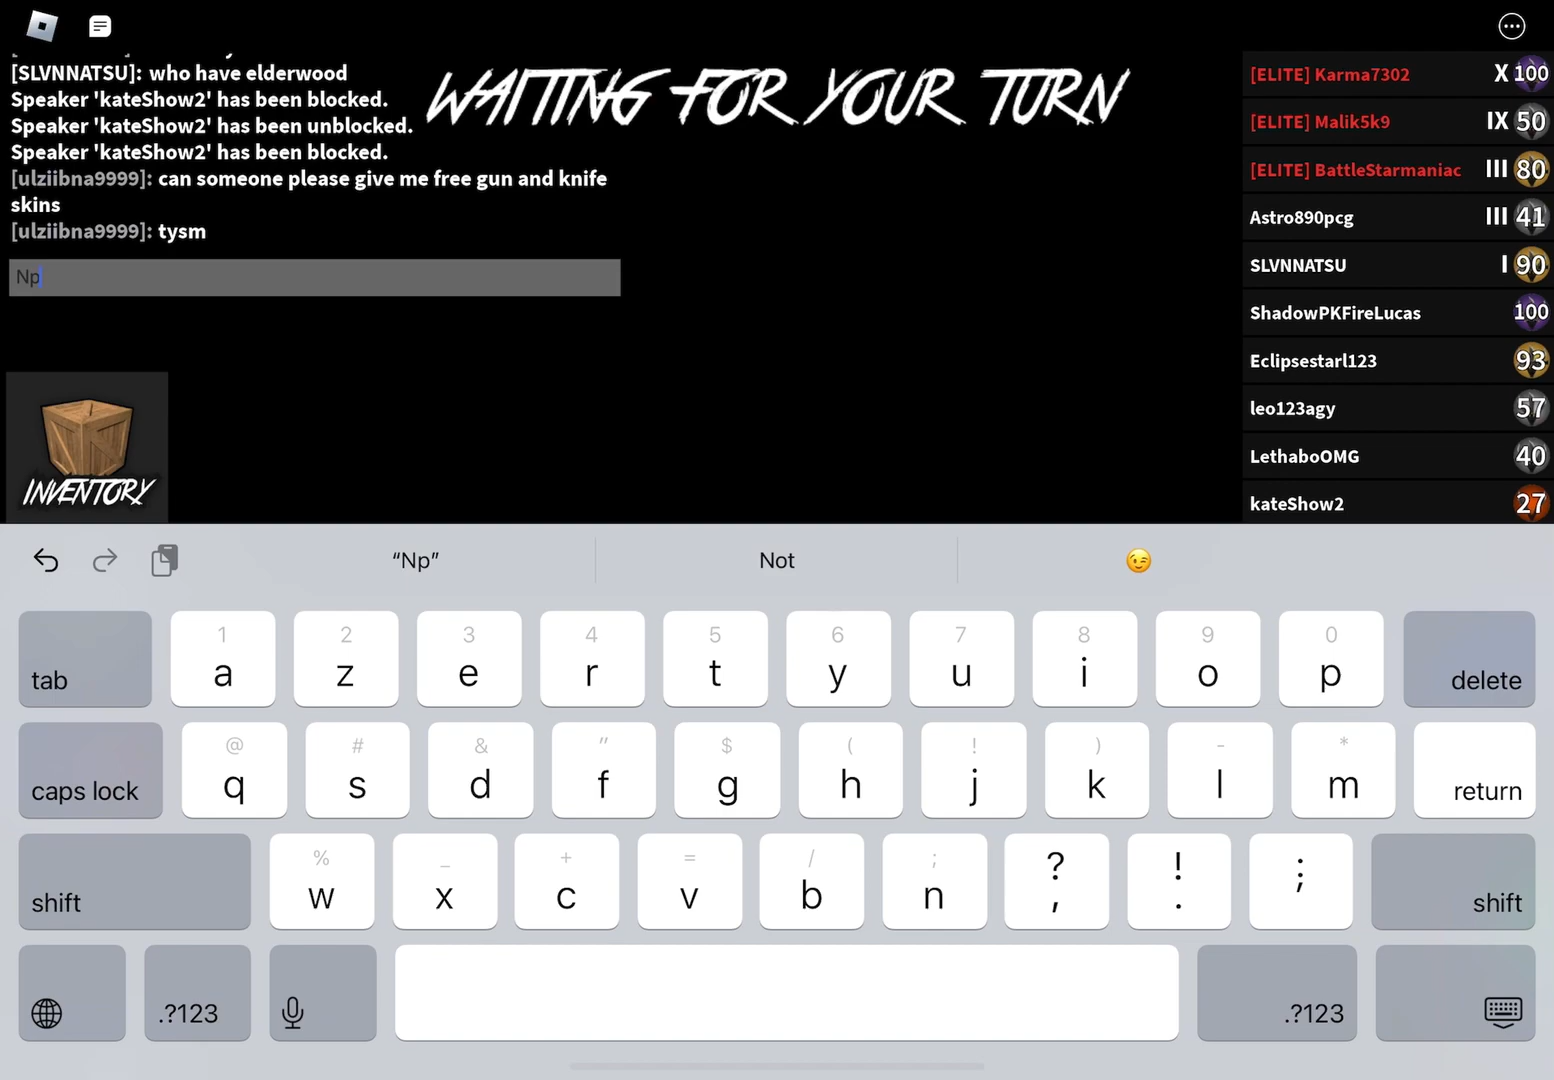 [SLVNNATSU]: who have elderwood
Speaker 'kateShow2' has been blocked.
Speaker 'kateShow2' has been unblocked.
Speaker 'kateShow2' has been blocked.
[ulziibna9999]: can someone please give me free gun and knife
skins
[ulziibna9999]: tysm
Np
WAITING FOR YOUR TURN
[ELITE] Karma7302 X 100
[ELITE] Malik5k9 IX 50
[ELITE] BattleStarmaniac III 80
Astro890pcg III 41
SLVNNATSU I 90
ShadowPKFireLucas 100
Eclipsestarl123 93
leo123agy 57
LethaboOMG 40
kateShow2 27
INVENTORY
“Np” Not 😉
1 2 3 4 5 6 7 8 9 0
tab a z e r t y u i o p delete
@ # & " $ ( ! ) - *
caps lock q s d f g h j k l m return
% _ + = / ; ? ! ;
shift w x c v b n , . shift
.?123 .?123